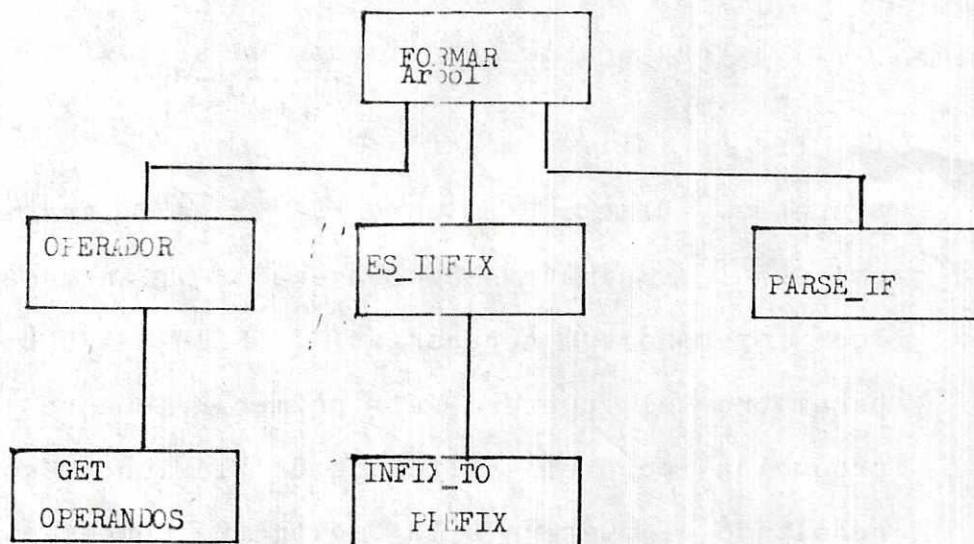 FORMAR
Arbol
OPERADOR
ES_INFIX
PARSE_IF
GET
OPERANDOS
INFIX_TO
PREFIX